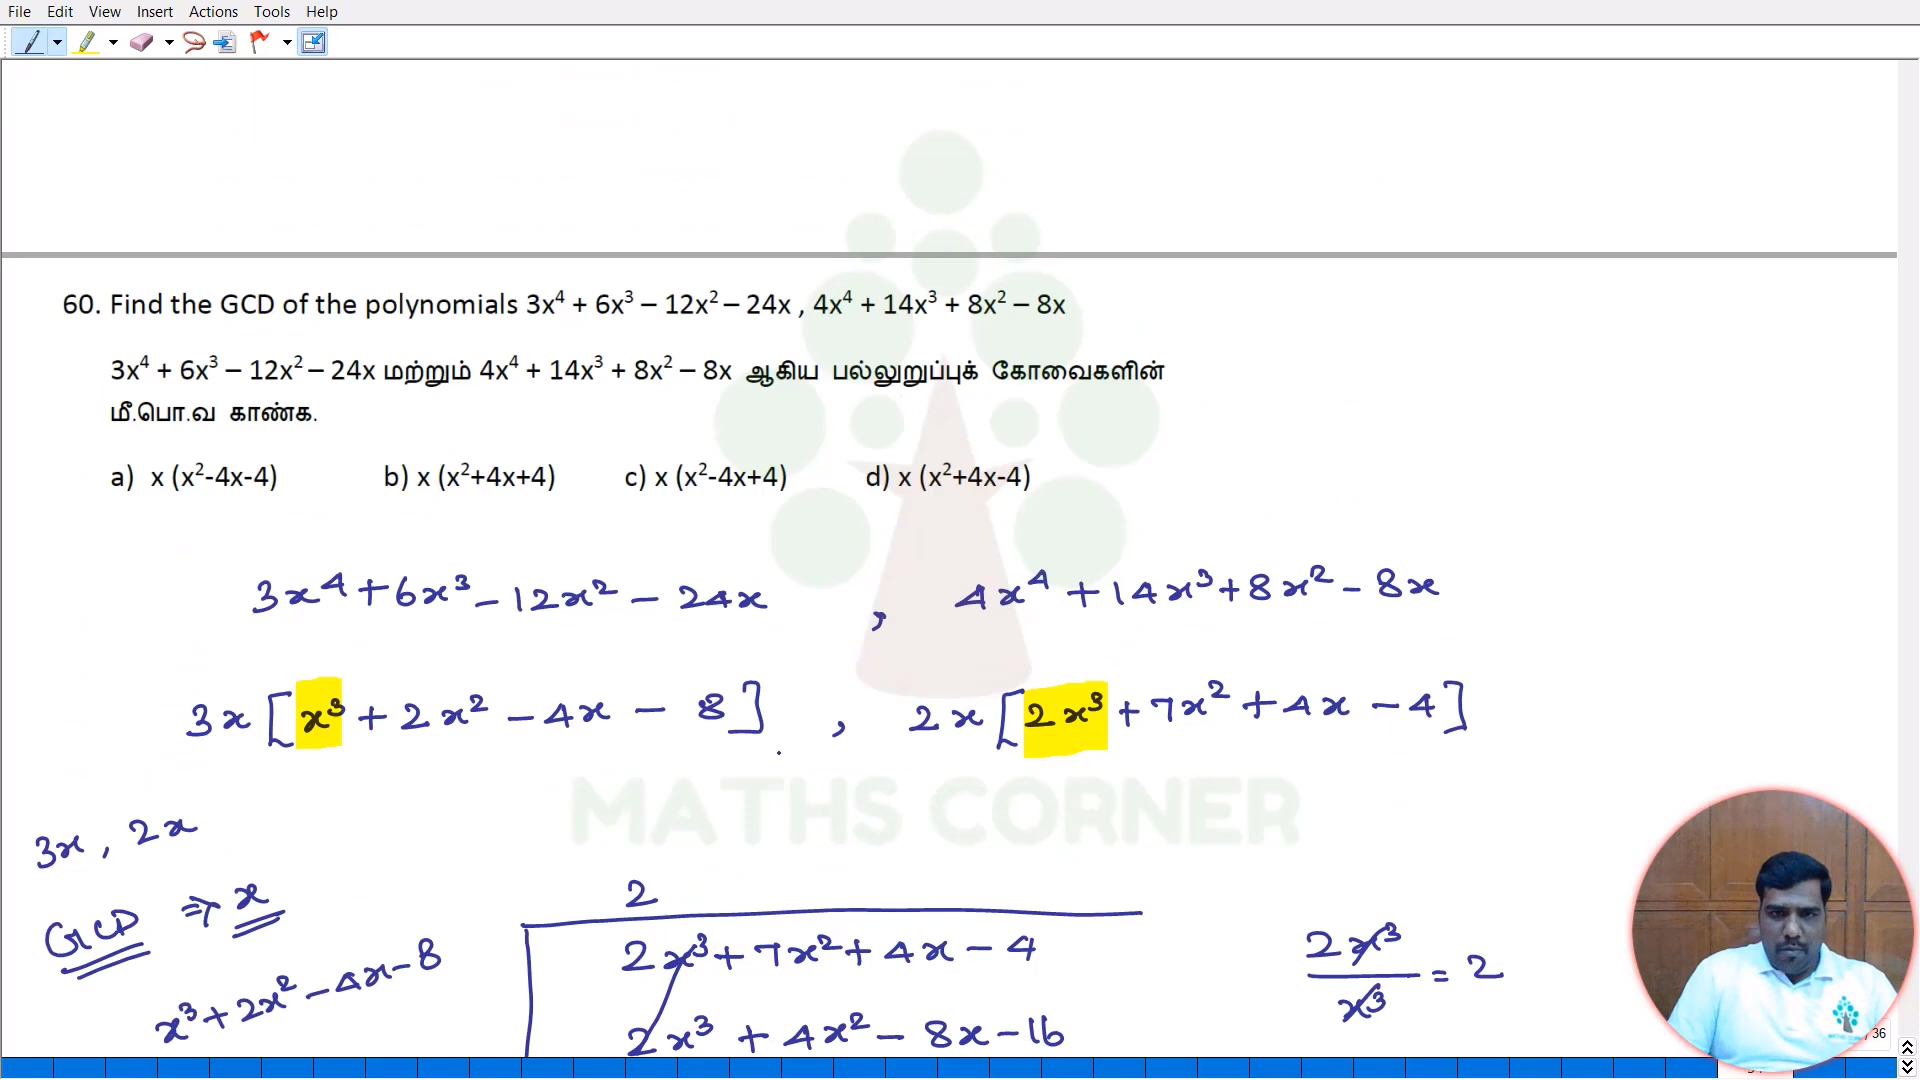 File Edit View Insert Actions Tools Help
60. Find the GCD of the polynomials 3x⁴ + 6x³ – 12x² – 24x , 4x⁴ + 14x³ + 8x² – 8x
3x⁴ + 6x³ – 12x² – 24x மற்றும் 4x⁴ + 14x³ + 8x² – 8x ஆகிய பல்லுறுப்புக் கோவைகளின்
மீ.பொ.வ காண்க.
a) x (x²-4x-4) b) x (x²+4x+4) c) x (x²-4x+4) d) x (x²+4x-4)
3x⁴ + 6x³ – 12x² – 24x , 4x⁴ + 14x³ + 8x² – 8x
3x [x³ + 2x² – 4x – 8] , 2x [2x³ + 7x² + 4x – 4]
MATHS CORNER
3x , 2x
GCD ⇒ x
2
x³ + 2x² – 4x – 8
2x³ + 7x² + 4x – 4
2x³ + 4x² – 8x – 16
2x³
x³
= 2
36